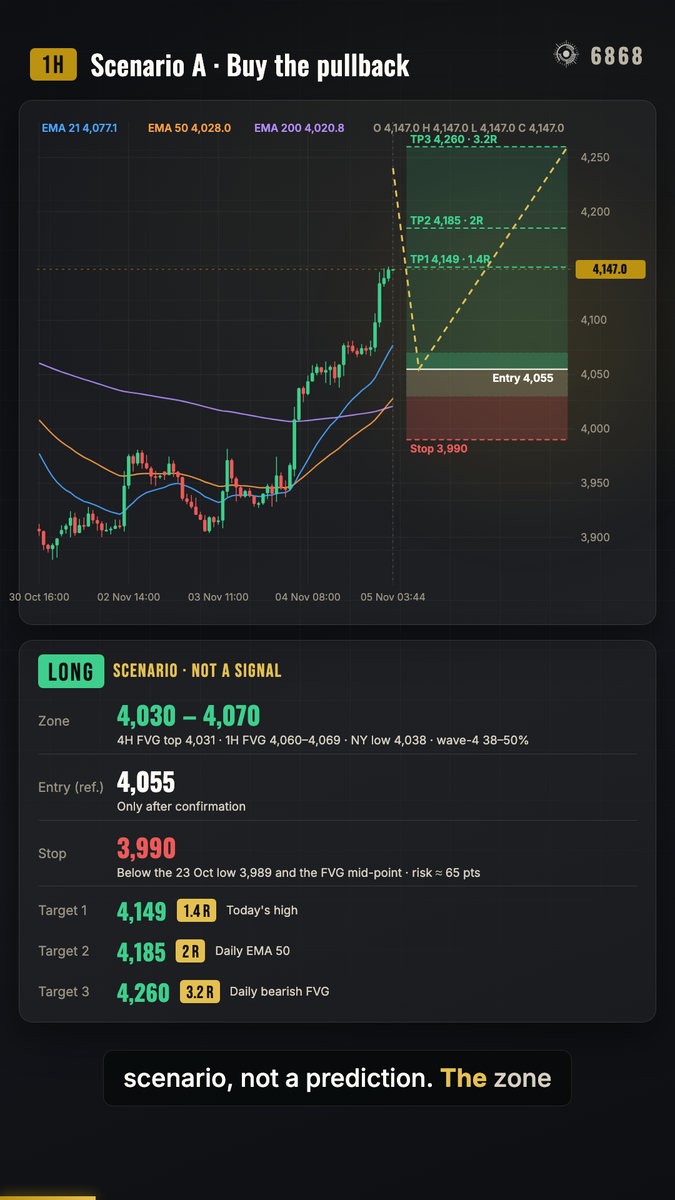 1H Scenario A · Buy the pullback
6868
EMA 21 4,077.1 EMA 50 4,028.0 EMA 200 4,020.8 O 4,147.0 H 4,147.0 L 4,147.0 C 4,147.0
TP3 4,260 · 3.2R
4,250
4,200
TP2 4,185 · 2R
TP1 4,149 · 1.4R
4,147.0
4,100
4,050
Entry 4,055
4,000
Stop 3,990
3,950
3,900
30 Oct 16:00 02 Nov 14:00 03 Nov 11:00 04 Nov 08:00 05 Nov 03:44
LONG SCENARIO · NOT A SIGNAL
Zone 4,030 – 4,070
4H FVG top 4,031 · 1H FVG 4,060–4,069 · NY low 4,038 · wave-4 38–50%
Entry (ref.) 4,055
Only after confirmation
Stop 3,990
Below the 23 Oct low 3,989 and the FVG mid-point · risk ≈ 65 pts
Target 1 4,149 1.4 R Today's high
Target 2 4,185 2 R Daily EMA 50
Target 3 4,260 3.2 R Daily bearish FVG
scenario, not a prediction. The zone